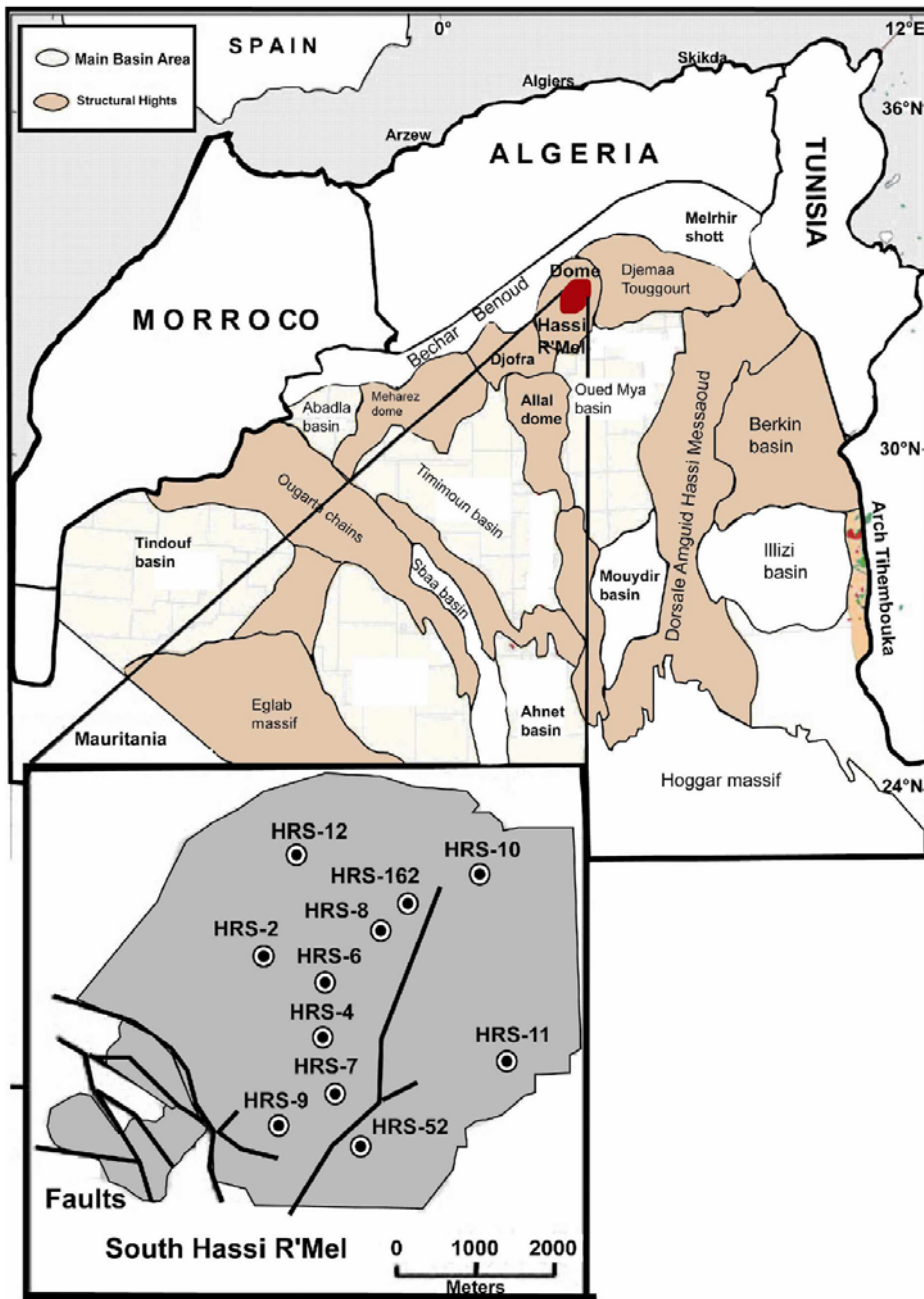 0°
12°E
SPAIN
Main Basin Area
Structural Hights
Skikda
Algiers
36°N
Arzew
ALGERIA
TUNISIA
Melrhir
shott
Dome
Djemaa
Touggourt
MORROCO
Bechar Benoud
Hassi
R'Mel
Djofra
Meharez
dome
Allal
dome
Oued Mya
basin
Abadla
basin
Berkin
basin
30°N
Ougarta chains
Timimoun basin
Dorsale Amguid Hassi Messaoud
Arch Tihembouka
Tindouf
basin
Sbaa basin
Mouydir
basin
Illizi
basin
Eglab
massif
Ahnet
basin
Mauritania
Hoggar massif
24°N
HRS-12
HRS-10
HRS-162
HRS-8
HRS-2
HRS-6
HRS-4
HRS-11
HRS-7
HRS-9
HRS-52
Faults
South Hassi R'Mel
0 1000 2000
Meters